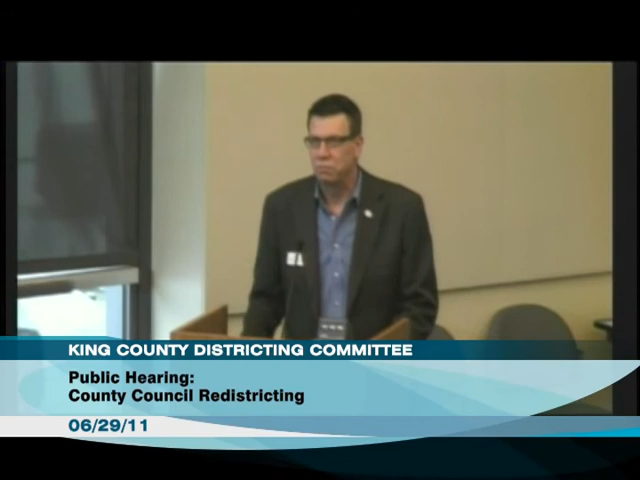 KING COUNTY DISTRICTING COMMITTEE
Public Hearing:
County Council Redistricting
06/29/11